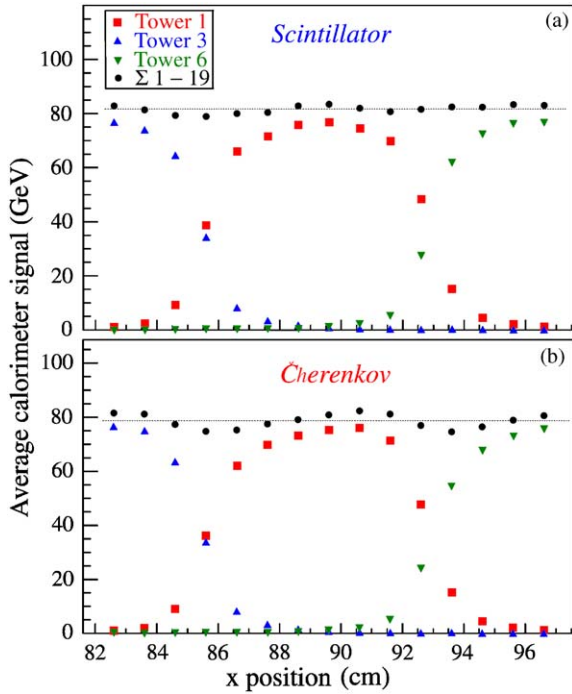 Average calorimeter signal (GeV)
120
100
80
60
40
20
0
Tower 1
Tower 3
Tower 6
Σ 1 – 19
Scintillator
(a)
100
80
60
40
20
0
Čherenkov
(b)
82 84 86 88 90 92 94 96
x position (cm)